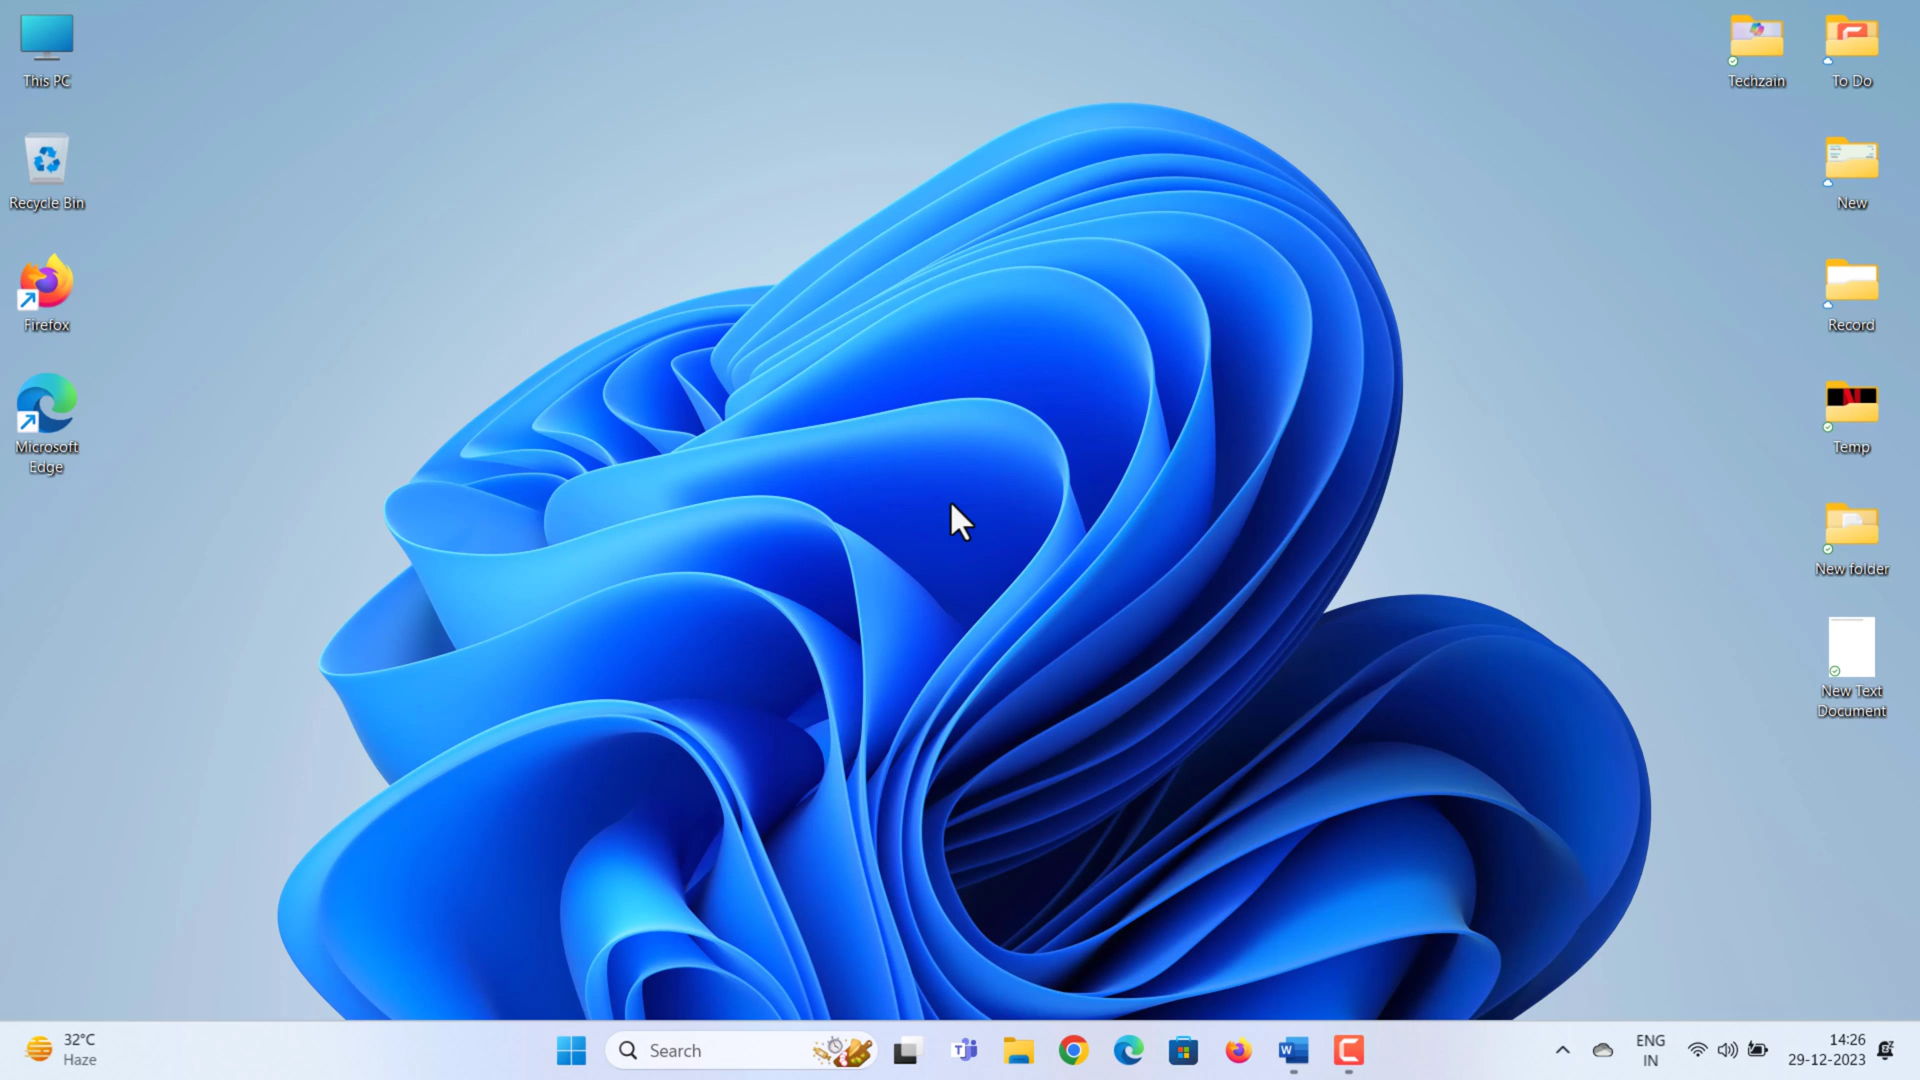 This PC
Recycle Bin
Firefox
Microsoft
Edge
Techzain
To Do
New
Record
Temp
New folder
New Text
Document
32°C
Haze
Search
ENG
IN
14:26
29-12-2023